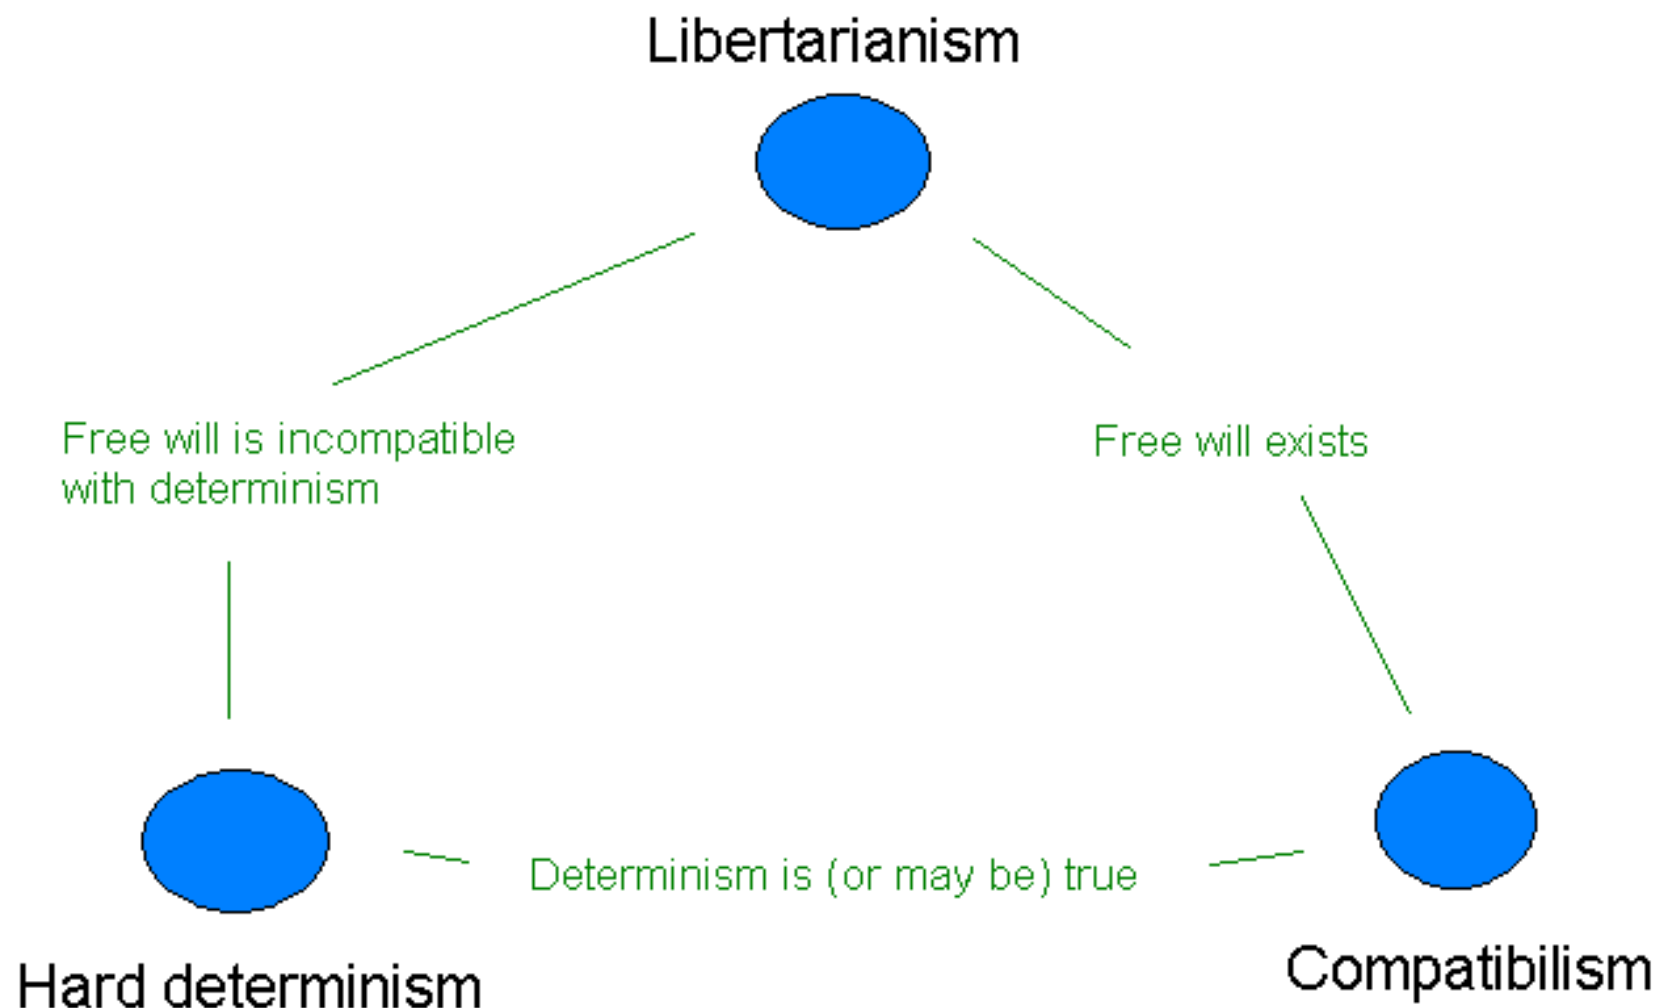 Libertarianism
Free will is incompatible
with determinism
Free will exists
Determinism is (or may be) true
Hard determinism
Compatibilism